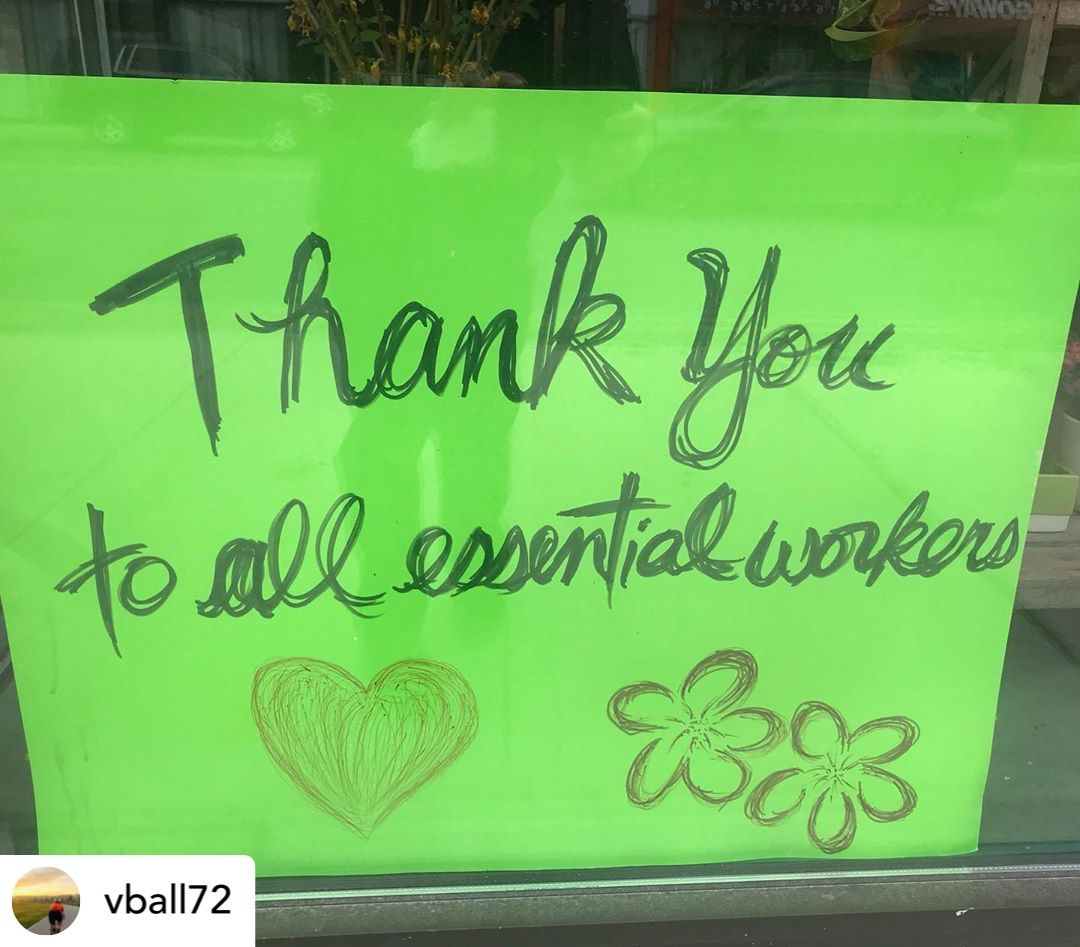 Thank You
to all essential workers
vball72